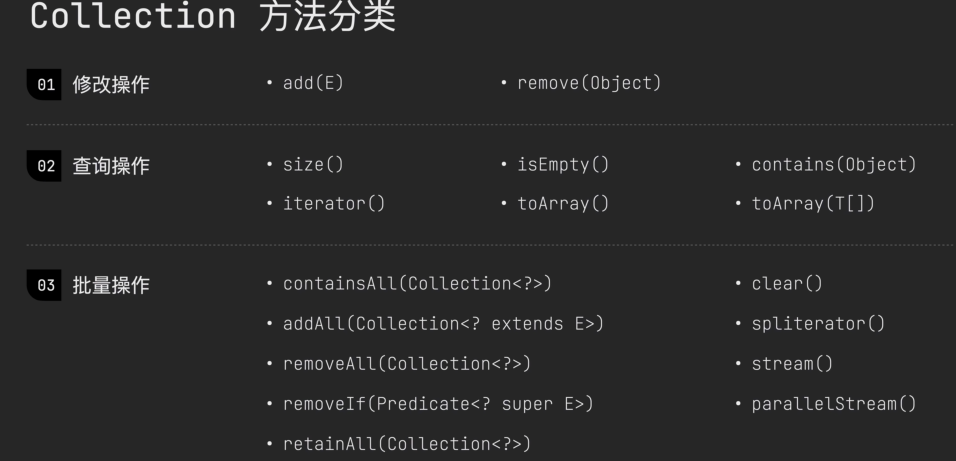 Collection 方法分类
01 修改操作 • add(E) • remove(Object)
02 查询操作 • size() • isEmpty() • contains(Object)
• iterator() • toArray() • toArray(T[])
03 批量操作 • containsAll(Collection<?>) • clear()
• addAll(Collection<? extends E>) • spliterator()
• removeAll(Collection<?>) • stream()
• removeIf(Predicate<? super E>) • parallelStream()
• retainAll(Collection<?>)